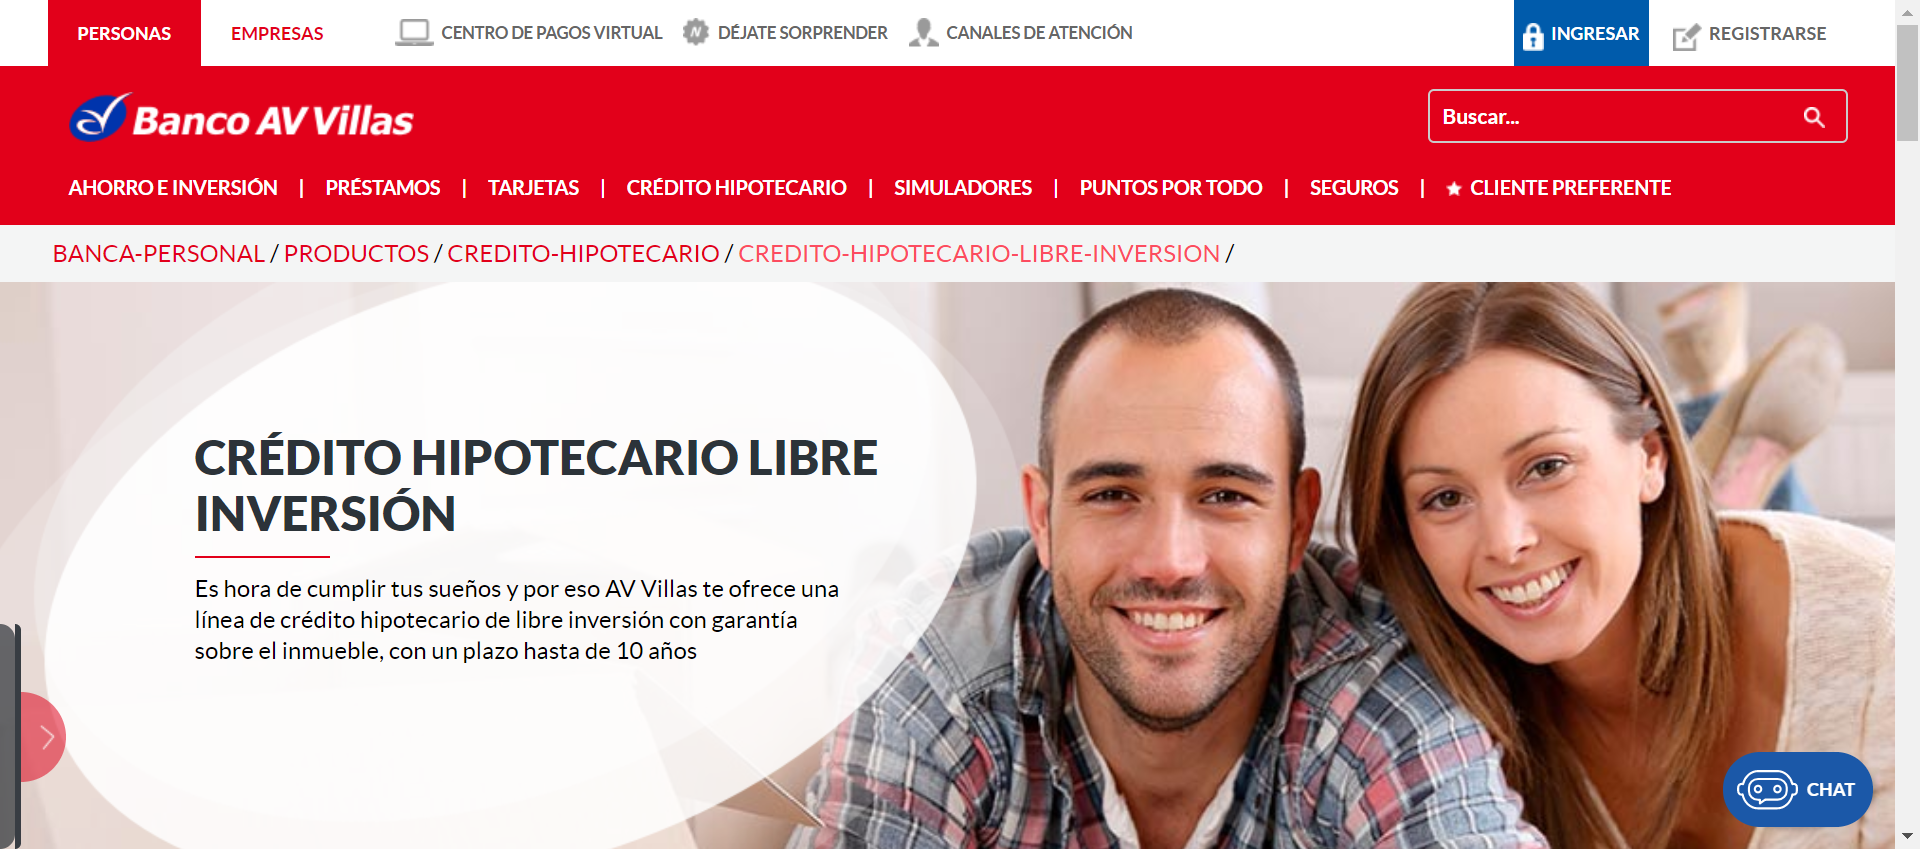 PERSONAS EMPRESAS CENTRO DE PAGOS VIRTUAL DÉJATE SORPRENDER CANALES DE ATENCIÓN INGRESAR REGISTRARSE
Banco AV Villas Buscar...
AHORRO E INVERSIÓN | PRÉSTAMOS | TARJETAS | CRÉDITO HIPOTECARIO | SIMULADORES | PUNTOS POR TODO | SEGUROS | CLIENTE PREFERENTE
BANCA-PERSONAL / PRODUCTOS / CREDITO-HIPOTECARIO / CREDITO-HIPOTECARIO-LIBRE-INVERSION /
CRÉDITO HIPOTECARIO LIBRE
INVERSIÓN
Es hora de cumplir tus sueños y por eso AV Villas te ofrece una
línea de crédito hipotecario de libre inversión con garantía
sobre el inmueble, con un plazo hasta de 10 años
CHAT